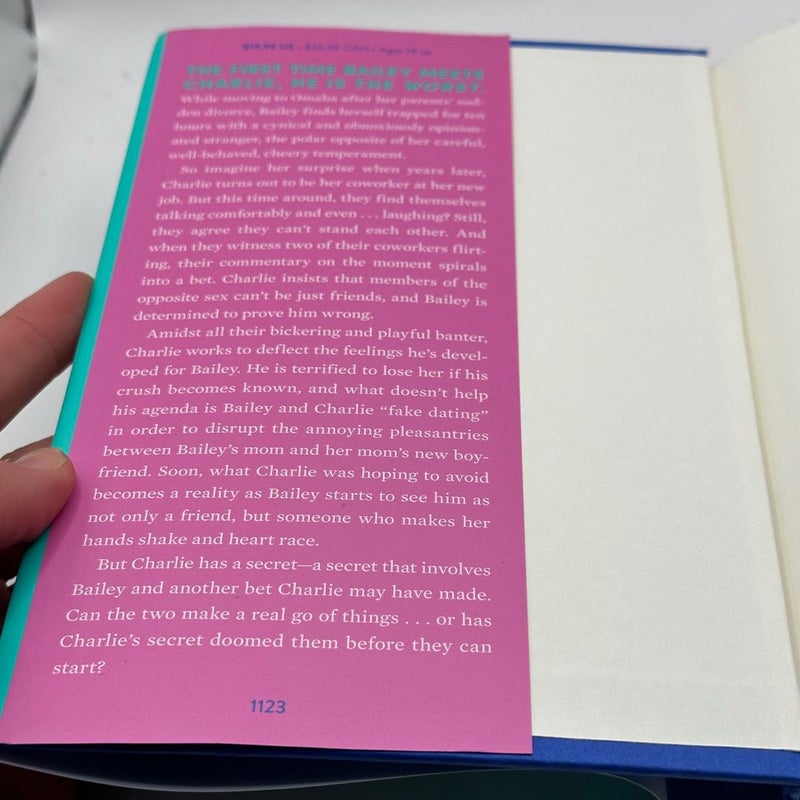 $19.99 US • $26.99 CAN • Ages 14 up
THE FIRST TIME BAILEY MEETS
CHARLIE, HE IS THE WORST.
While moving to Omaha after her parents' sud-
den divorce, Bailey finds herself trapped for ten
hours with a cynical and obnoxiously opinion-
ated stranger, the polar opposite of her careful,
well-behaved, cheery temperament.
So imagine her surprise when years later,
Charlie turns out to be her coworker at her new
job. But this time around, they find themselves
talking comfortably and even . . . laughing? Still,
they agree they can't stand each other. And
when they witness two of their coworkers flirt-
ing, their commentary on the moment spirals
into a bet. Charlie insists that members of the
opposite sex can't be just friends, and Bailey is
determined to prove him wrong.
Amidst all their bickering and playful banter,
Charlie works to deflect the feelings he's devel-
oped for Bailey. He is terrified to lose her if his
crush becomes known, and what doesn't help
his agenda is Bailey and Charlie “fake dating”
in order to disrupt the annoying pleasantries
between Bailey's mom and her mom's new boy-
friend. Soon, what Charlie was hoping to avoid
becomes a reality as Bailey starts to see him as
not only a friend, but someone who makes her
hands shake and heart race.
But Charlie has a secret—a secret that involves
Bailey and another bet Charlie may have made.
Can the two make a real go of things . . . or has
Charlie's secret doomed them before they can
start?
1123